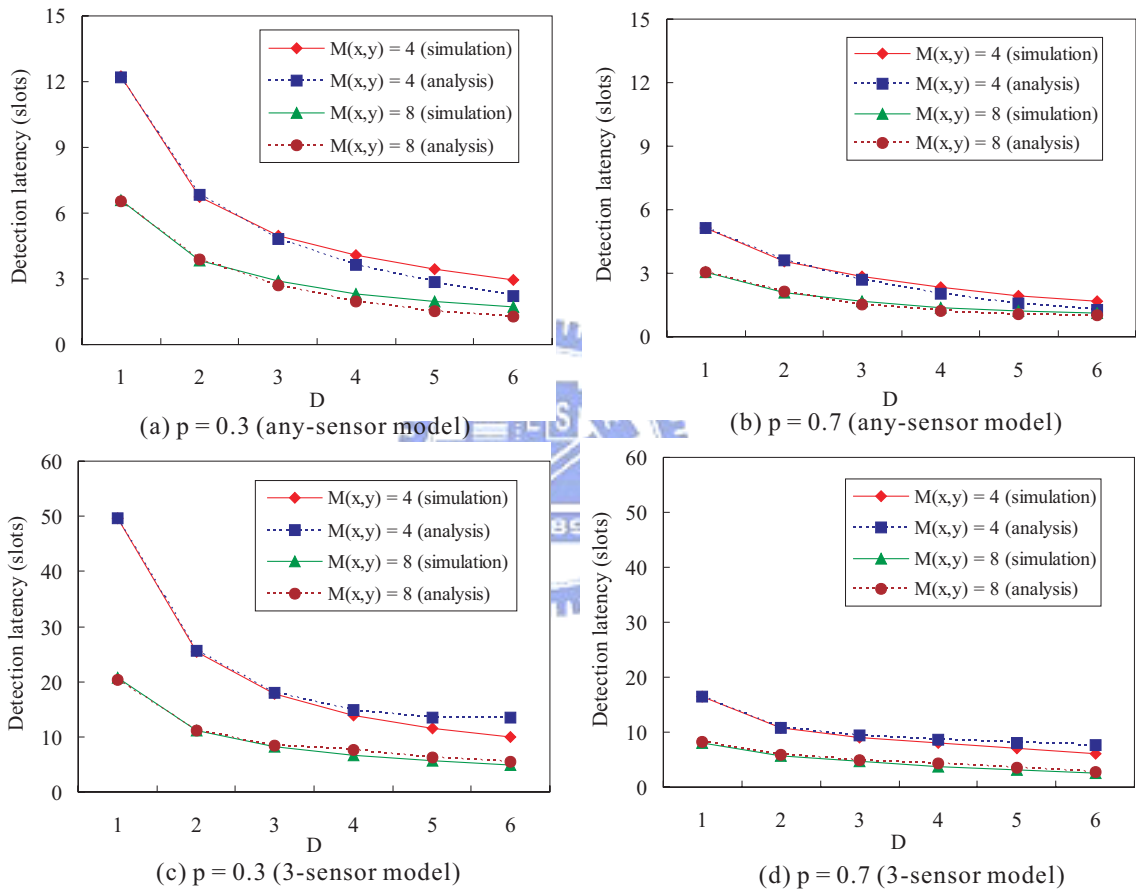 15
12
9
6
3
0
Detection latency (slots)
M(x,y) = 4 (simulation)
M(x,y) = 4 (analysis)
M(x,y) = 8 (simulation)
M(x,y) = 8 (analysis)
1 2 3 4 5 6
D
(a) p = 0.3 (any-sensor model)
15
12
9
6
3
0
Detection latency (slots)
M(x,y) = 4 (simulation)
M(x,y) = 4 (analysis)
M(x,y) = 8 (simulation)
M(x,y) = 8 (analysis)
1 2 3 4 5 6
D
(b) p = 0.7 (any-sensor model)
60
50
40
30
20
10
0
Detection latency (slots)
M(x,y) = 4 (simulation)
M(x,y) = 4 (analysis)
M(x,y) = 8 (simulation)
M(x,y) = 8 (analysis)
1 2 3 4 5 6
D
(c) p = 0.3 (3-sensor model)
60
50
40
30
20
10
0
Detection latency (slots)
M(x,y) = 4 (simulation)
M(x,y) = 4 (analysis)
M(x,y) = 8 (simulation)
M(x,y) = 8 (analysis)
1 2 3 4 5 6
D
(d) p = 0.7 (3-sensor model)